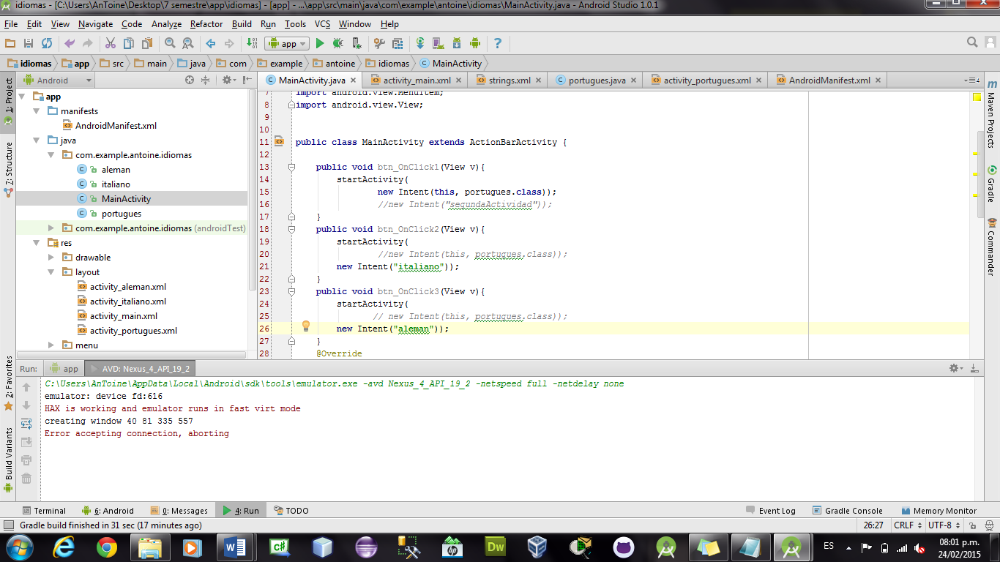 idiomas - [C:\Users\AnToine\Desktop\7 semestre\app\idiomas] - [app] - ...\app\src\main\java\com\example\antoine\idiomas\MainActivity.java - Android Studio 1.0.1
File Edit View Navigate Code Analyze Refactor Build Run Tools VCS Window Help
app
idiomas app src main java com example antoine idiomas MainActivity
Android
MainActivity.java activity_main.xml strings.xml portugues.java activity_portugues.xml AndroidManifest.xml
4
1: Project
7: Structure
2: Favorites
Build Variants
app
manifests
AndroidManifest.xml
java
com.example.antoine.idiomas
aleman
italiano
MainActivity
portugues
com.example.antoine.idiomas (androidTest)
res
drawable
layout
activity_aleman.xml
activity_italiano.xml
activity_main.xml
activity_portugues.xml
menu
7 import android.view.MenuItem;
8 import android.view.View;
9
10
11 public class MainActivity extends ActionBarActivity {
12
13 public void btn_OnClick1(View v){
14 startActivity(
15 new Intent(this, portugues.class));
16 //new Intent("segundaActividad"));
17 }
18 public void btn_OnClick2(View v){
19 startActivity(
20 //new Intent(this, portugues.class));
21 new Intent("italiano"));
22 }
23 public void btn_OnClick3(View v){
24 startActivity(
25 // new Intent(this, portugues.class));
26 new Intent("aleman"));
27 }
28 @Override
Maven Projects
Gradle
Commander
Run: app AVD: Nexus_4_API_19_2
C:\Users\AnToine\AppData\Local\Android\sdk\tools\emulator.exe -avd Nexus_4_API_19_2 -netspeed full -netdelay none
emulator: device fd:616
HAX is working and emulator runs in fast virt mode
creating window 40 81 335 557
Error accepting connection, aborting
Terminal 6: Android 0: Messages 4: Run TODO Event Log Gradle Console Memory Monitor
Gradle build finished in 31 sec (17 minutes ago) 26:27 CRLF UTF-8
ES 08:01 p.m.
24/02/2015